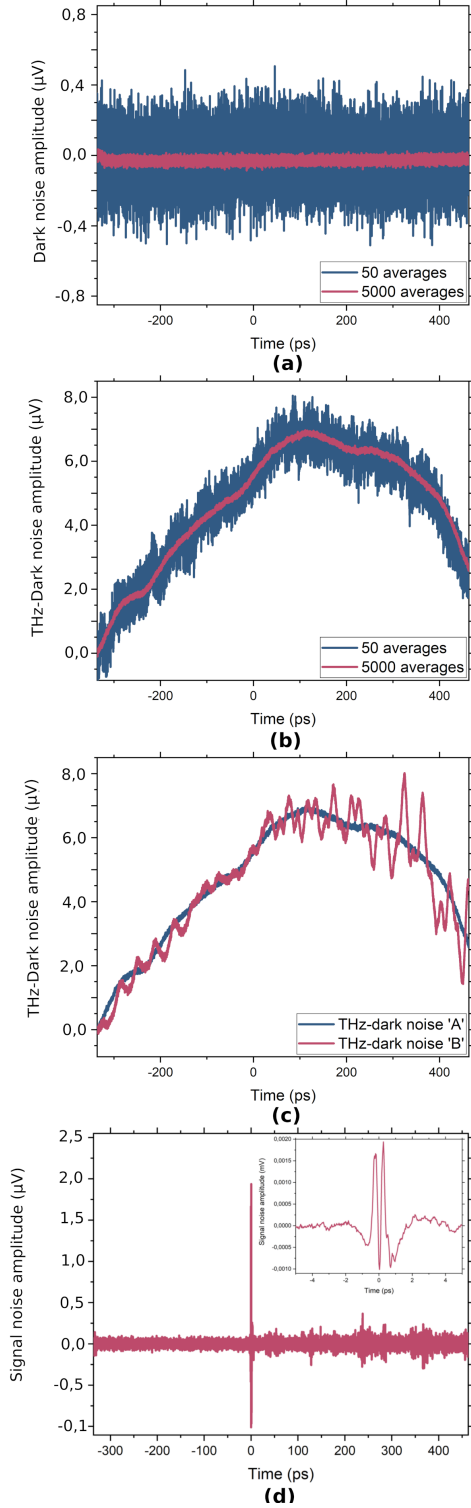 0,8
0,4
0,0
-0,4
-0,8
Dark noise amplitude (µV)
50 averages
5000 averages
-200 0 200 400
Time (ps)
(a)
8,0
6,0
4,0
2,0
0,0
THz-Dark noise amplitude (µV)
50 averages
5000 averages
-200 0 200 400
Time (ps)
(b)
8,0
6,0
4,0
2,0
0,0
THz-Dark noise amplitude (µV)
THz-dark noise 'A'
THz-dark noise 'B'
-200 0 200 400
Time (ps)
(c)
2,5
2,0
1,5
1,0
0,5
0,0
-0,5
-0,1
Signal noise amplitude (µV)
0,0020
0,0015
0,0010
0,0005
0,0000
-0,0005
-0,0010
Signal noise amplitude (mV)
-4 -2 0 2 4
Time (ps)
-300 -200 -100 0 100 200 300 400
Time (ps)
(d)